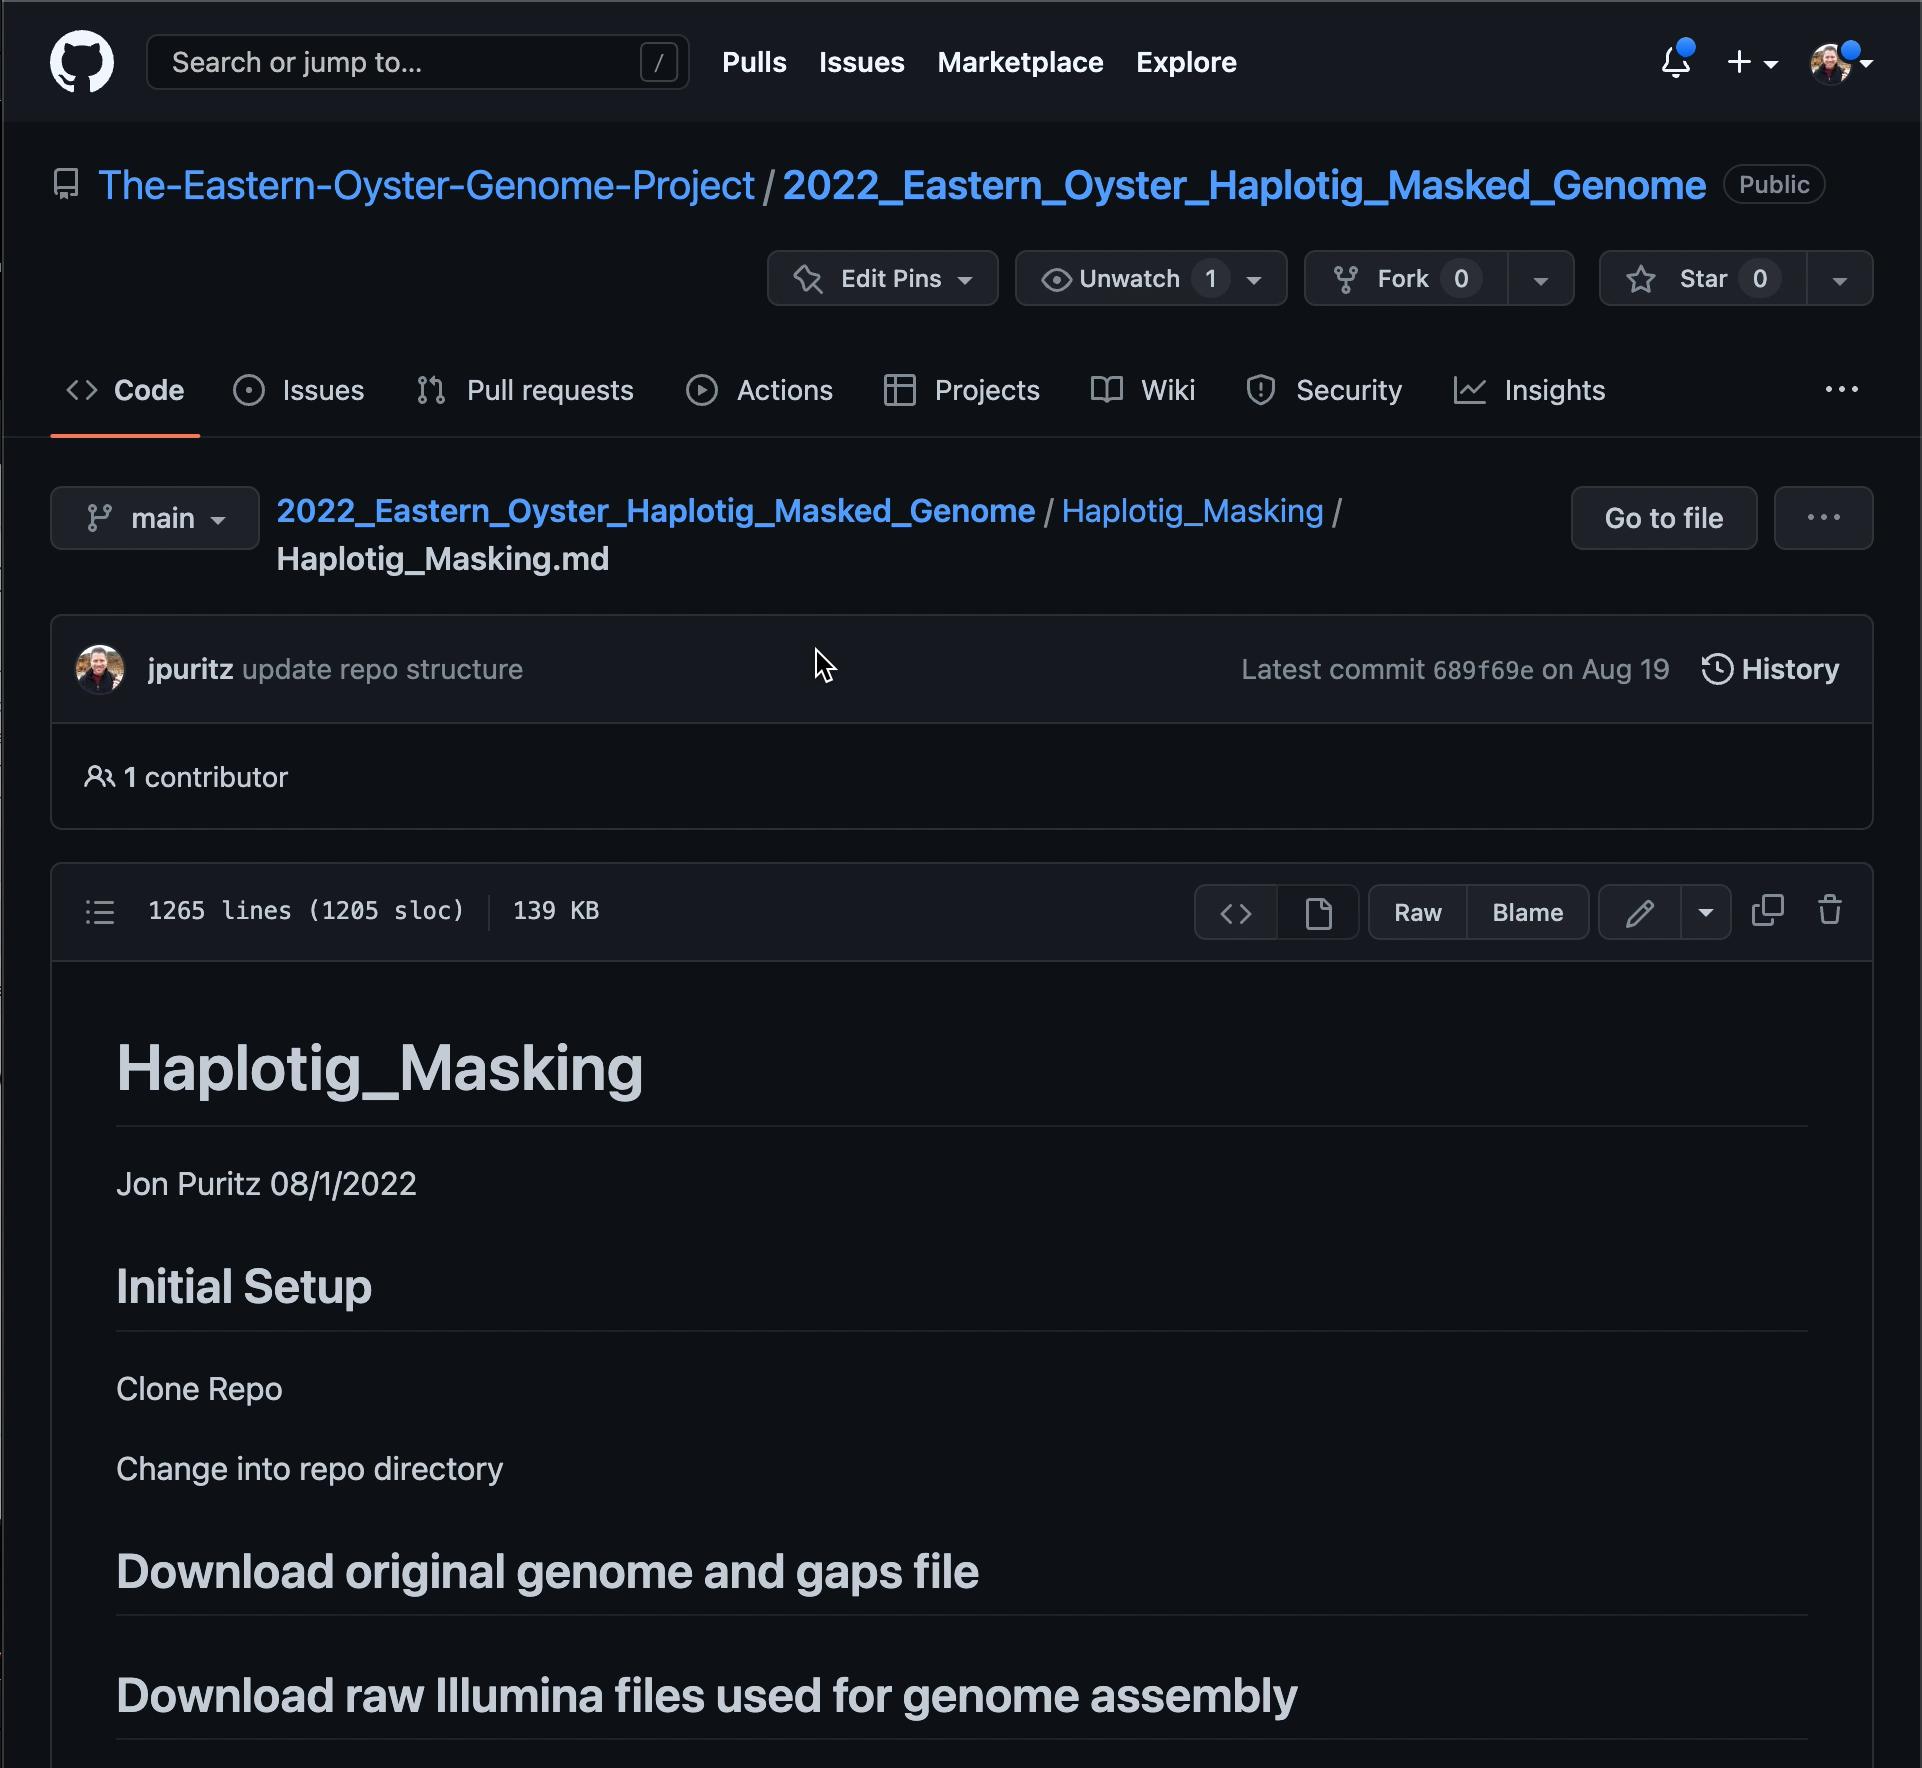 Search or jump to... /
Pulls Issues Marketplace Explore
The-Eastern-Oyster-Genome-Project / 2022_Eastern_Oyster_Haplotig_Masked_Genome Public
Edit Pins Unwatch 1 Fork 0 Star 0
Code Issues Pull requests Actions Projects Wiki Security Insights ...
main 2022_Eastern_Oyster_Haplotig_Masked_Genome / Haplotig_Masking / Go to file ...
Haplotig_Masking.md
jpuritz update repo structure Latest commit 689f69e on Aug 19 History
1 contributor
1265 lines (1205 sloc) 139 KB Raw Blame
Haplotig_Masking
Jon Puritz 08/1/2022
Initial Setup
Clone Repo
Change into repo directory
Download original genome and gaps file
Download raw Illumina files used for genome assembly